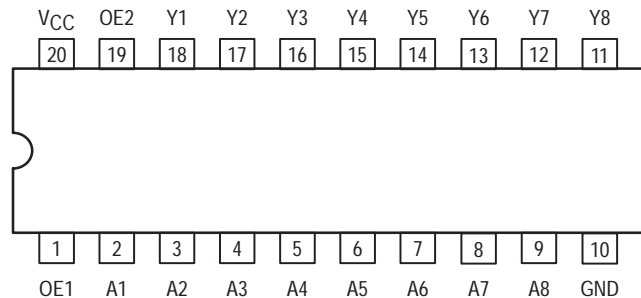 VCC OE2 Y1 Y2 Y3 Y4 Y5 Y6 Y7 Y8
20 19 18 17 16 15 14 13 12 11
1 2 3 4 5 6 7 8 9 10
OE1 A1 A2 A3 A4 A5 A6 A7 A8 GND